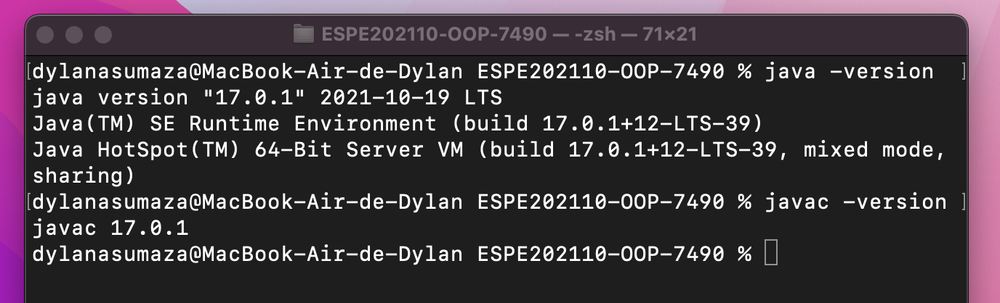 ESPE202110-OOP-7490 — -zsh — 71×21
[dylanasumaza@MacBook-Air-de-Dylan ESPE202110-OOP-7490 % java -version ]
java version "17.0.1" 2021-10-19 LTS
Java(TM) SE Runtime Environment (build 17.0.1+12-LTS-39)
Java HotSpot(TM) 64-Bit Server VM (build 17.0.1+12-LTS-39, mixed mode,
sharing)
[dylanasumaza@MacBook-Air-de-Dylan ESPE202110-OOP-7490 % javac -version ]
javac 17.0.1
dylanasumaza@MacBook-Air-de-Dylan ESPE202110-OOP-7490 %